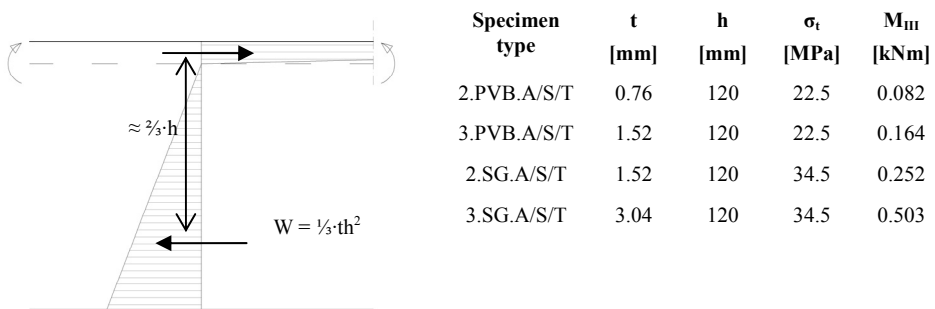 ≈ ⅔·h
W = ⅓·th²
Specimen type t h σt MIII
[mm] [mm] [MPa] [kNm]
2.PVB.A/S/T 0.76 120 22.5 0.082
3.PVB.A/S/T 1.52 120 22.5 0.164
2.SG.A/S/T 1.52 120 34.5 0.252
3.SG.A/S/T 3.04 120 34.5 0.503